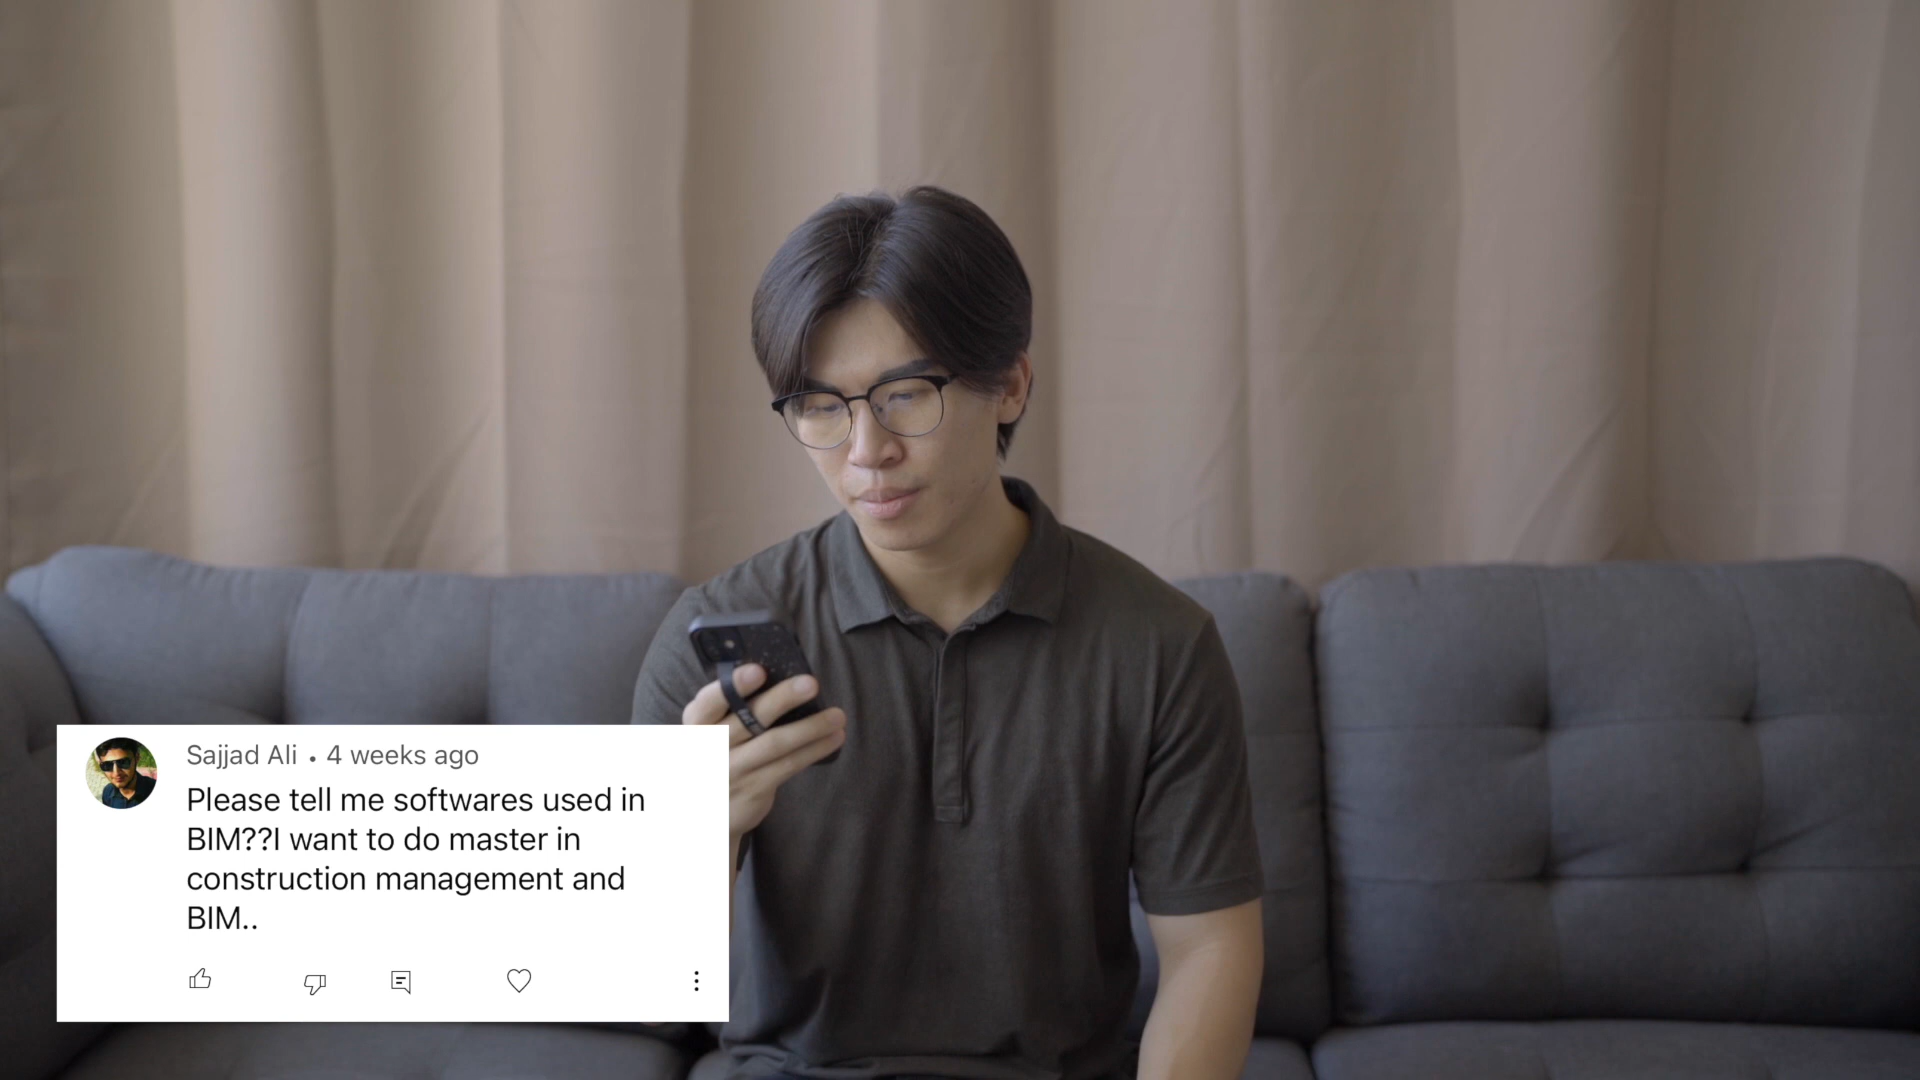 Sajjad Ali • 4 weeks ago
Please tell me softwares used in
BIM??I want to do master in
construction management and
BIM..